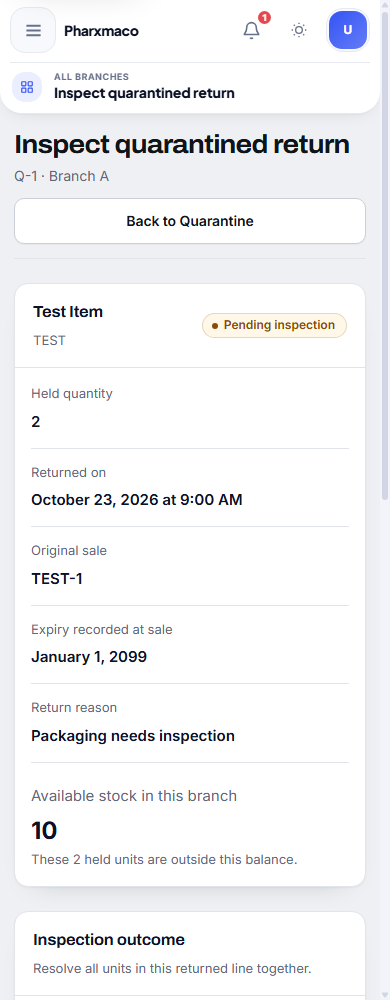 Pharxmaco
1
U
ALL BRANCHES
Inspect quarantined return
Inspect quarantined return
Q-1 · Branch A
Back to Quarantine
Test Item
TEST
Pending inspection
Held quantity
2
Returned on
October 23, 2026 at 9:00 AM
Original sale
TEST-1
Expiry recorded at sale
January 1, 2099
Return reason
Packaging needs inspection
Available stock in this branch
10
These 2 held units are outside this balance.
Inspection outcome
Resolve all units in this returned line together.